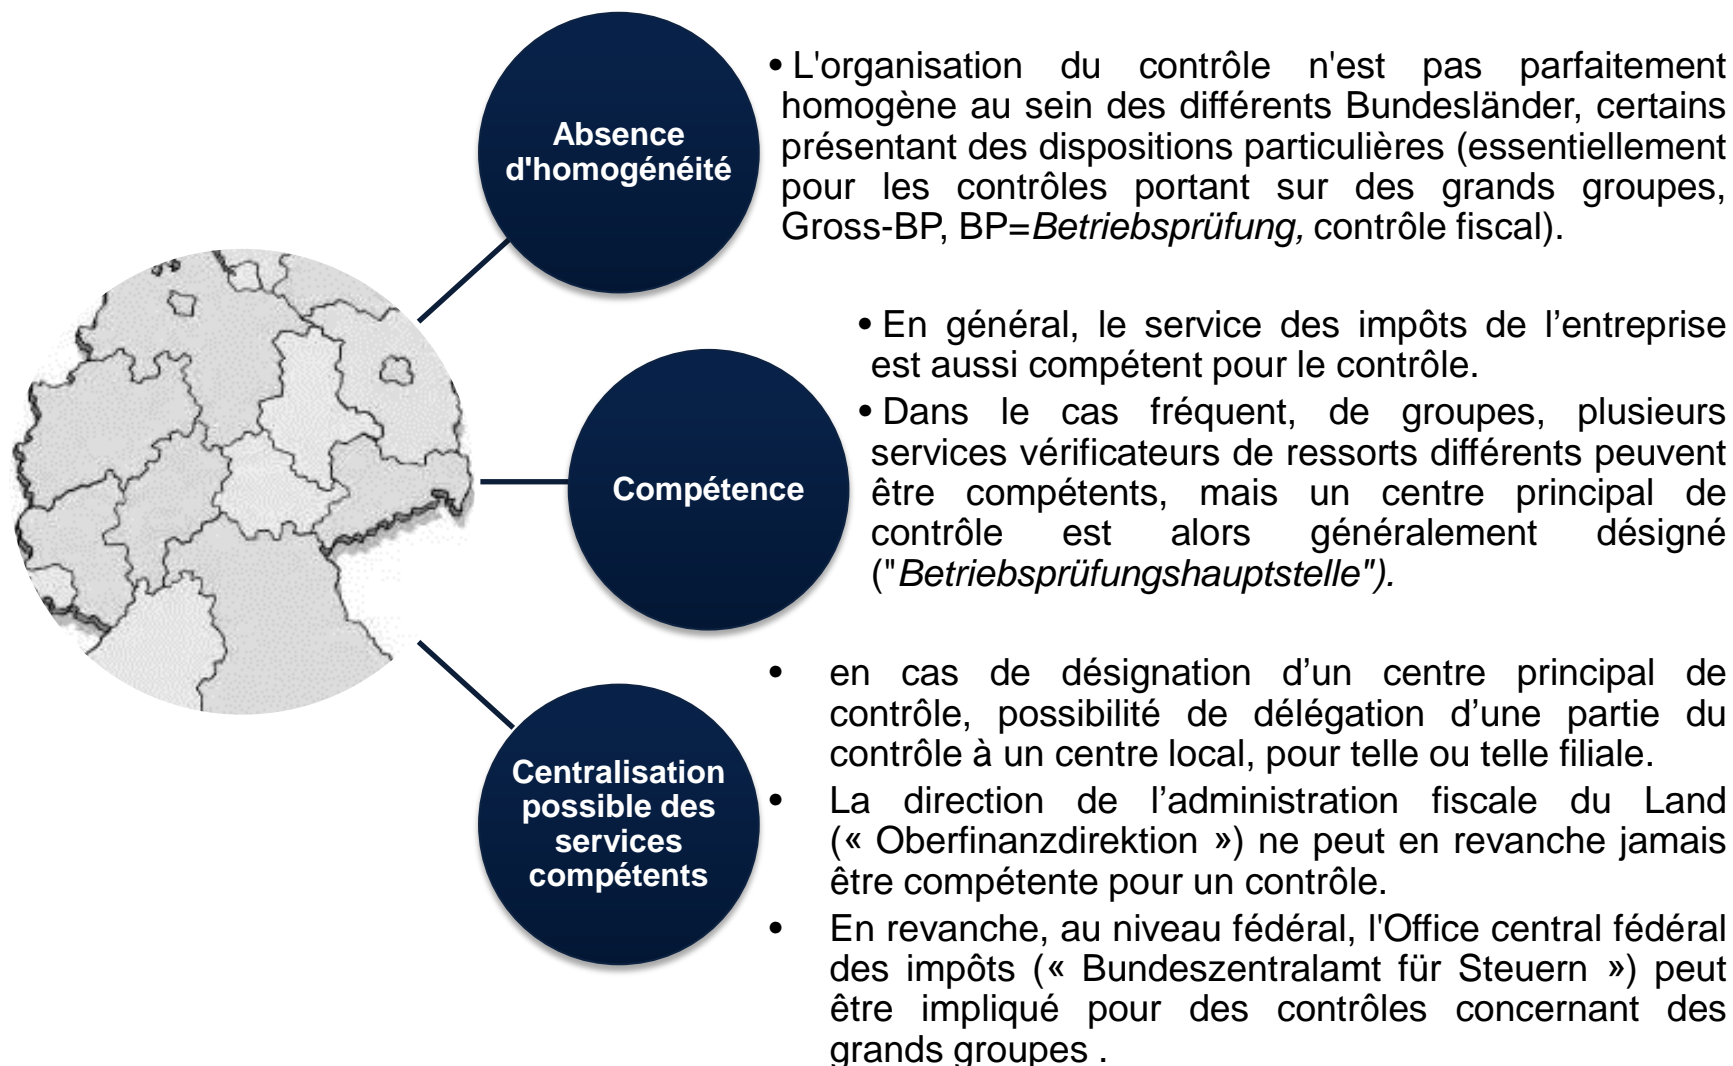 Absence
d'homogénéité
• L'organisation du contrôle n'est pas parfaitement
homogène au sein des différents Bundesländer, certains
présentant des dispositions particulières (essentiellement
pour les contrôles portant sur des grands groupes,
Gross-BP, BP=Betriebsprüfung, contrôle fiscal).
Compétence
• En général, le service des impôts de l’entreprise
est aussi compétent pour le contrôle.
• Dans le cas fréquent, de groupes, plusieurs
services vérificateurs de ressorts différents peuvent
être compétents, mais un centre principal de
contrôle est alors généralement désigné
("Betriebsprüfungshauptstelle").
Centralisation
possible des
services
compétents
• en cas de désignation d’un centre principal de
contrôle, possibilité de délégation d’une partie du
contrôle à un centre local, pour telle ou telle filiale.
• La direction de l’administration fiscale du Land
(« Oberfinanzdirektion ») ne peut en revanche jamais
être compétente pour un contrôle.
• En revanche, au niveau fédéral, l'Office central fédéral
des impôts (« Bundeszentralamt für Steuern ») peut
être impliqué pour des contrôles concernant des
grands groupes .